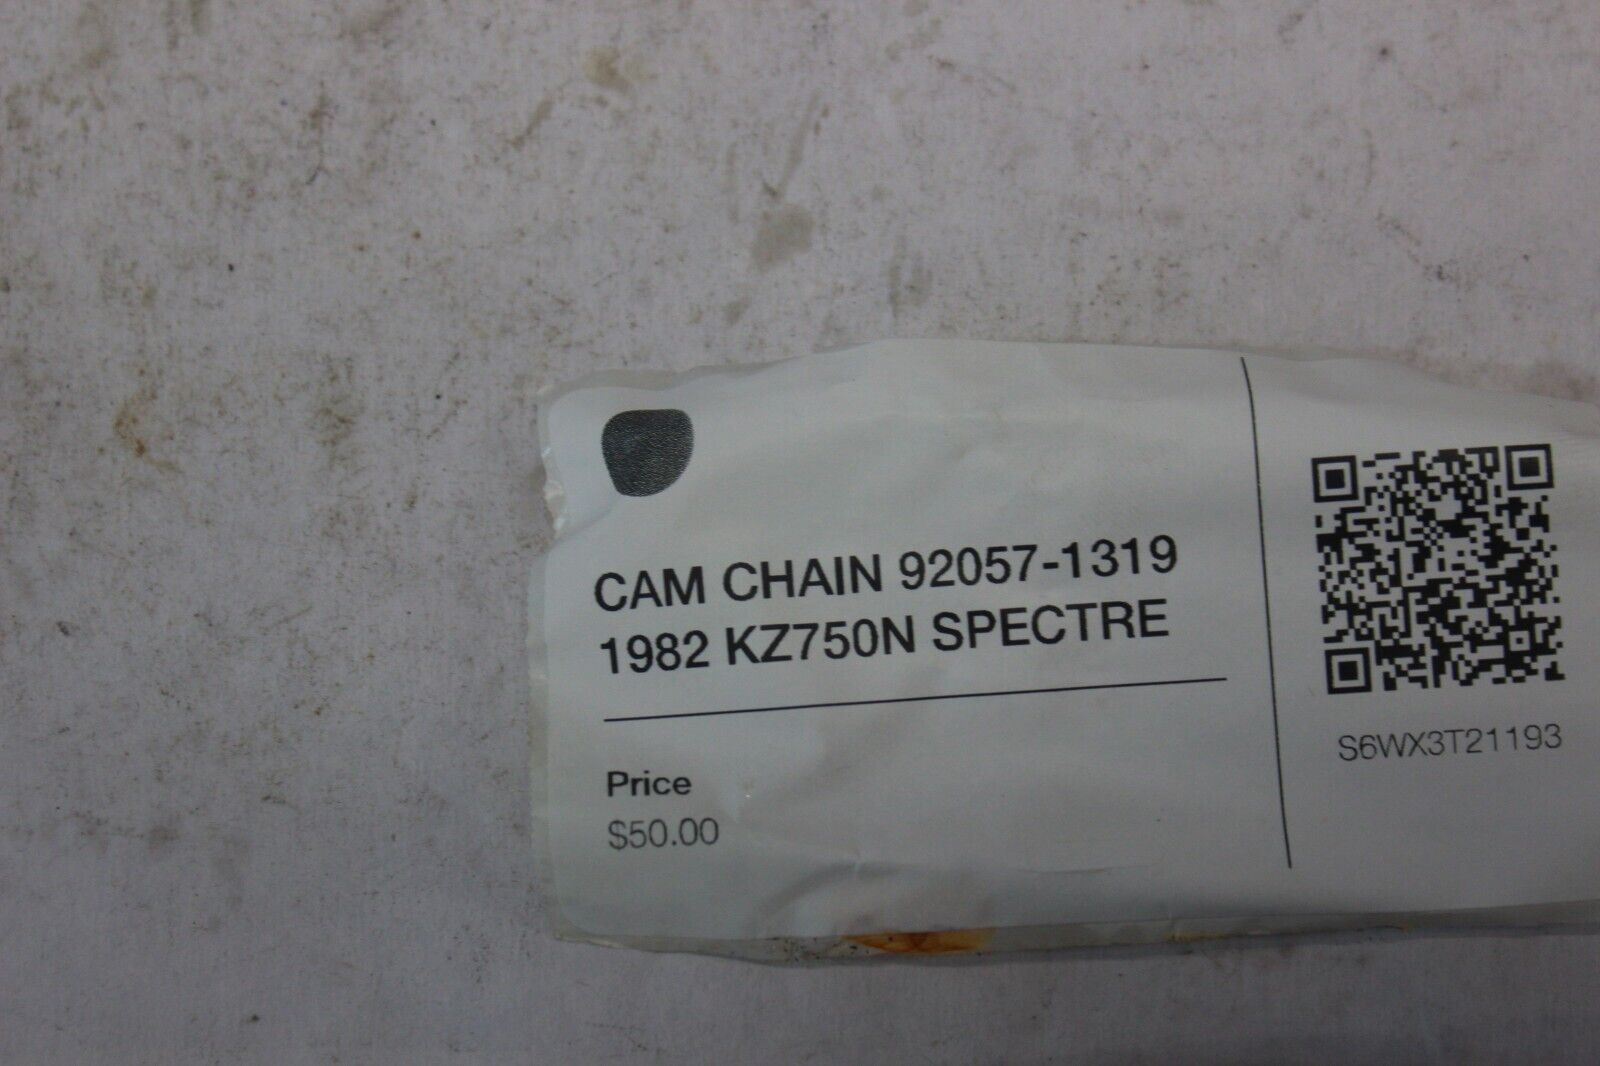 CAM CHAIN 92057-1319
1982 KZ750N SPECTRE
Price
$50.00
S6WX3T21193